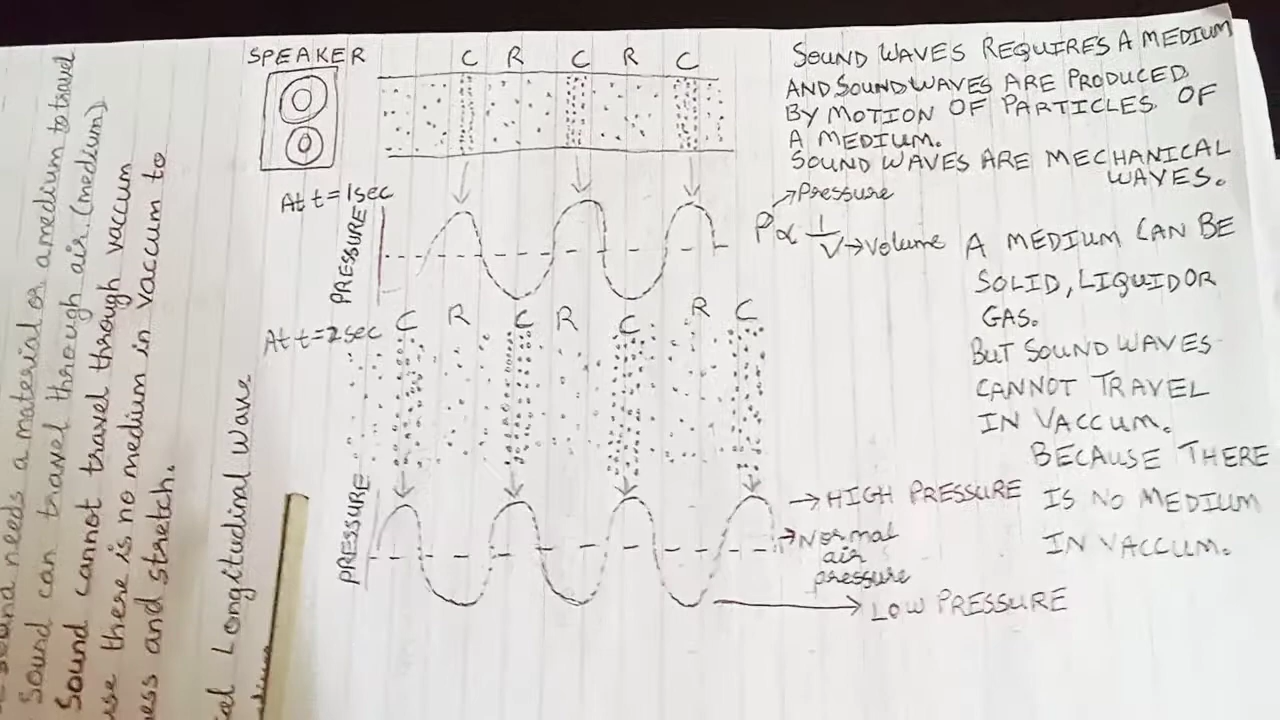 SPEAKER
C R C R C
SOUND WAVES REQUIRES A MEDIUM
AND SOUND WAVES ARE PRODUCED
BY MOTION OF PARTICLES OF
A MEDIUM.
SOUND WAVES ARE MECHANICAL
WAVES.
At t=1sec
PRESSURE
Pressure
P∝ 1/V → Volume
A MEDIUM CAN BE
SOLID, LIQUID OR
GAS.
BUT SOUND WAVES
CANNOT TRAVEL
IN VACCUM.
BECAUSE THERE
IS NO MEDIUM
IN VACCUM.
At t=2sec
C R C R C R C
PRESSURE
→ HIGH PRESSURE
→ Normal
air
pressure
→ LOW PRESSURE
sound needs a material or a medium to travel
Sound can travel through air (medium)
Sound cannot travel through vaccum
use there is no medium in vaccum to
ess and stretch.
Longitudinal Wave